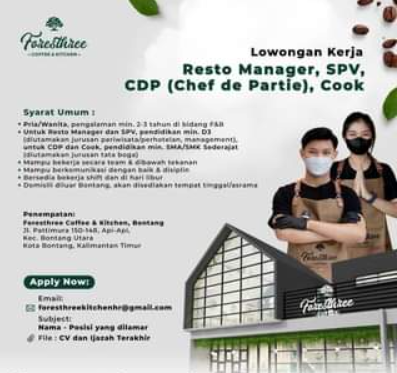 Foresthree
COFFEE & KITCHEN
Lowongan Kerja
Resto Manager, SPV,
CDP (Chef de Partie), Cook
Syarat Umum :
• Pria/Wanita, pengalaman min. 2-3 tahun di bidang F&B
• Untuk Resto Manager dan SPV, pendidikan min. D3
(diutamakan jurusan pariwisata/perhotelan, management),
untuk CDP dan Cook, pendidikan min. SMA/SMK Sederajat
(diutamakan jurusan tata boga)
• Mampu bekerja secara team & dibawah tekanan
• Mampu berkomunikasi dengan baik & disiplin
• Bersedia bekerja shift dan di hari libur
• Domisili diluar Bontang, akan disediakan tempat tinggal/asrama
Penempatan:
Foresthree Coffee & Kitchen, Bontang
Jl. Pattimura 150-148, Api-Api,
Kec. Bontang Utara
Kota Bontang, Kalimantan Timur
Apply Now:
Email:
foresthreekitchenhr@gmail.com
Subject:
Nama - Posisi yang dilamar
File : CV dan Ijazah Terakhir
Foresthree